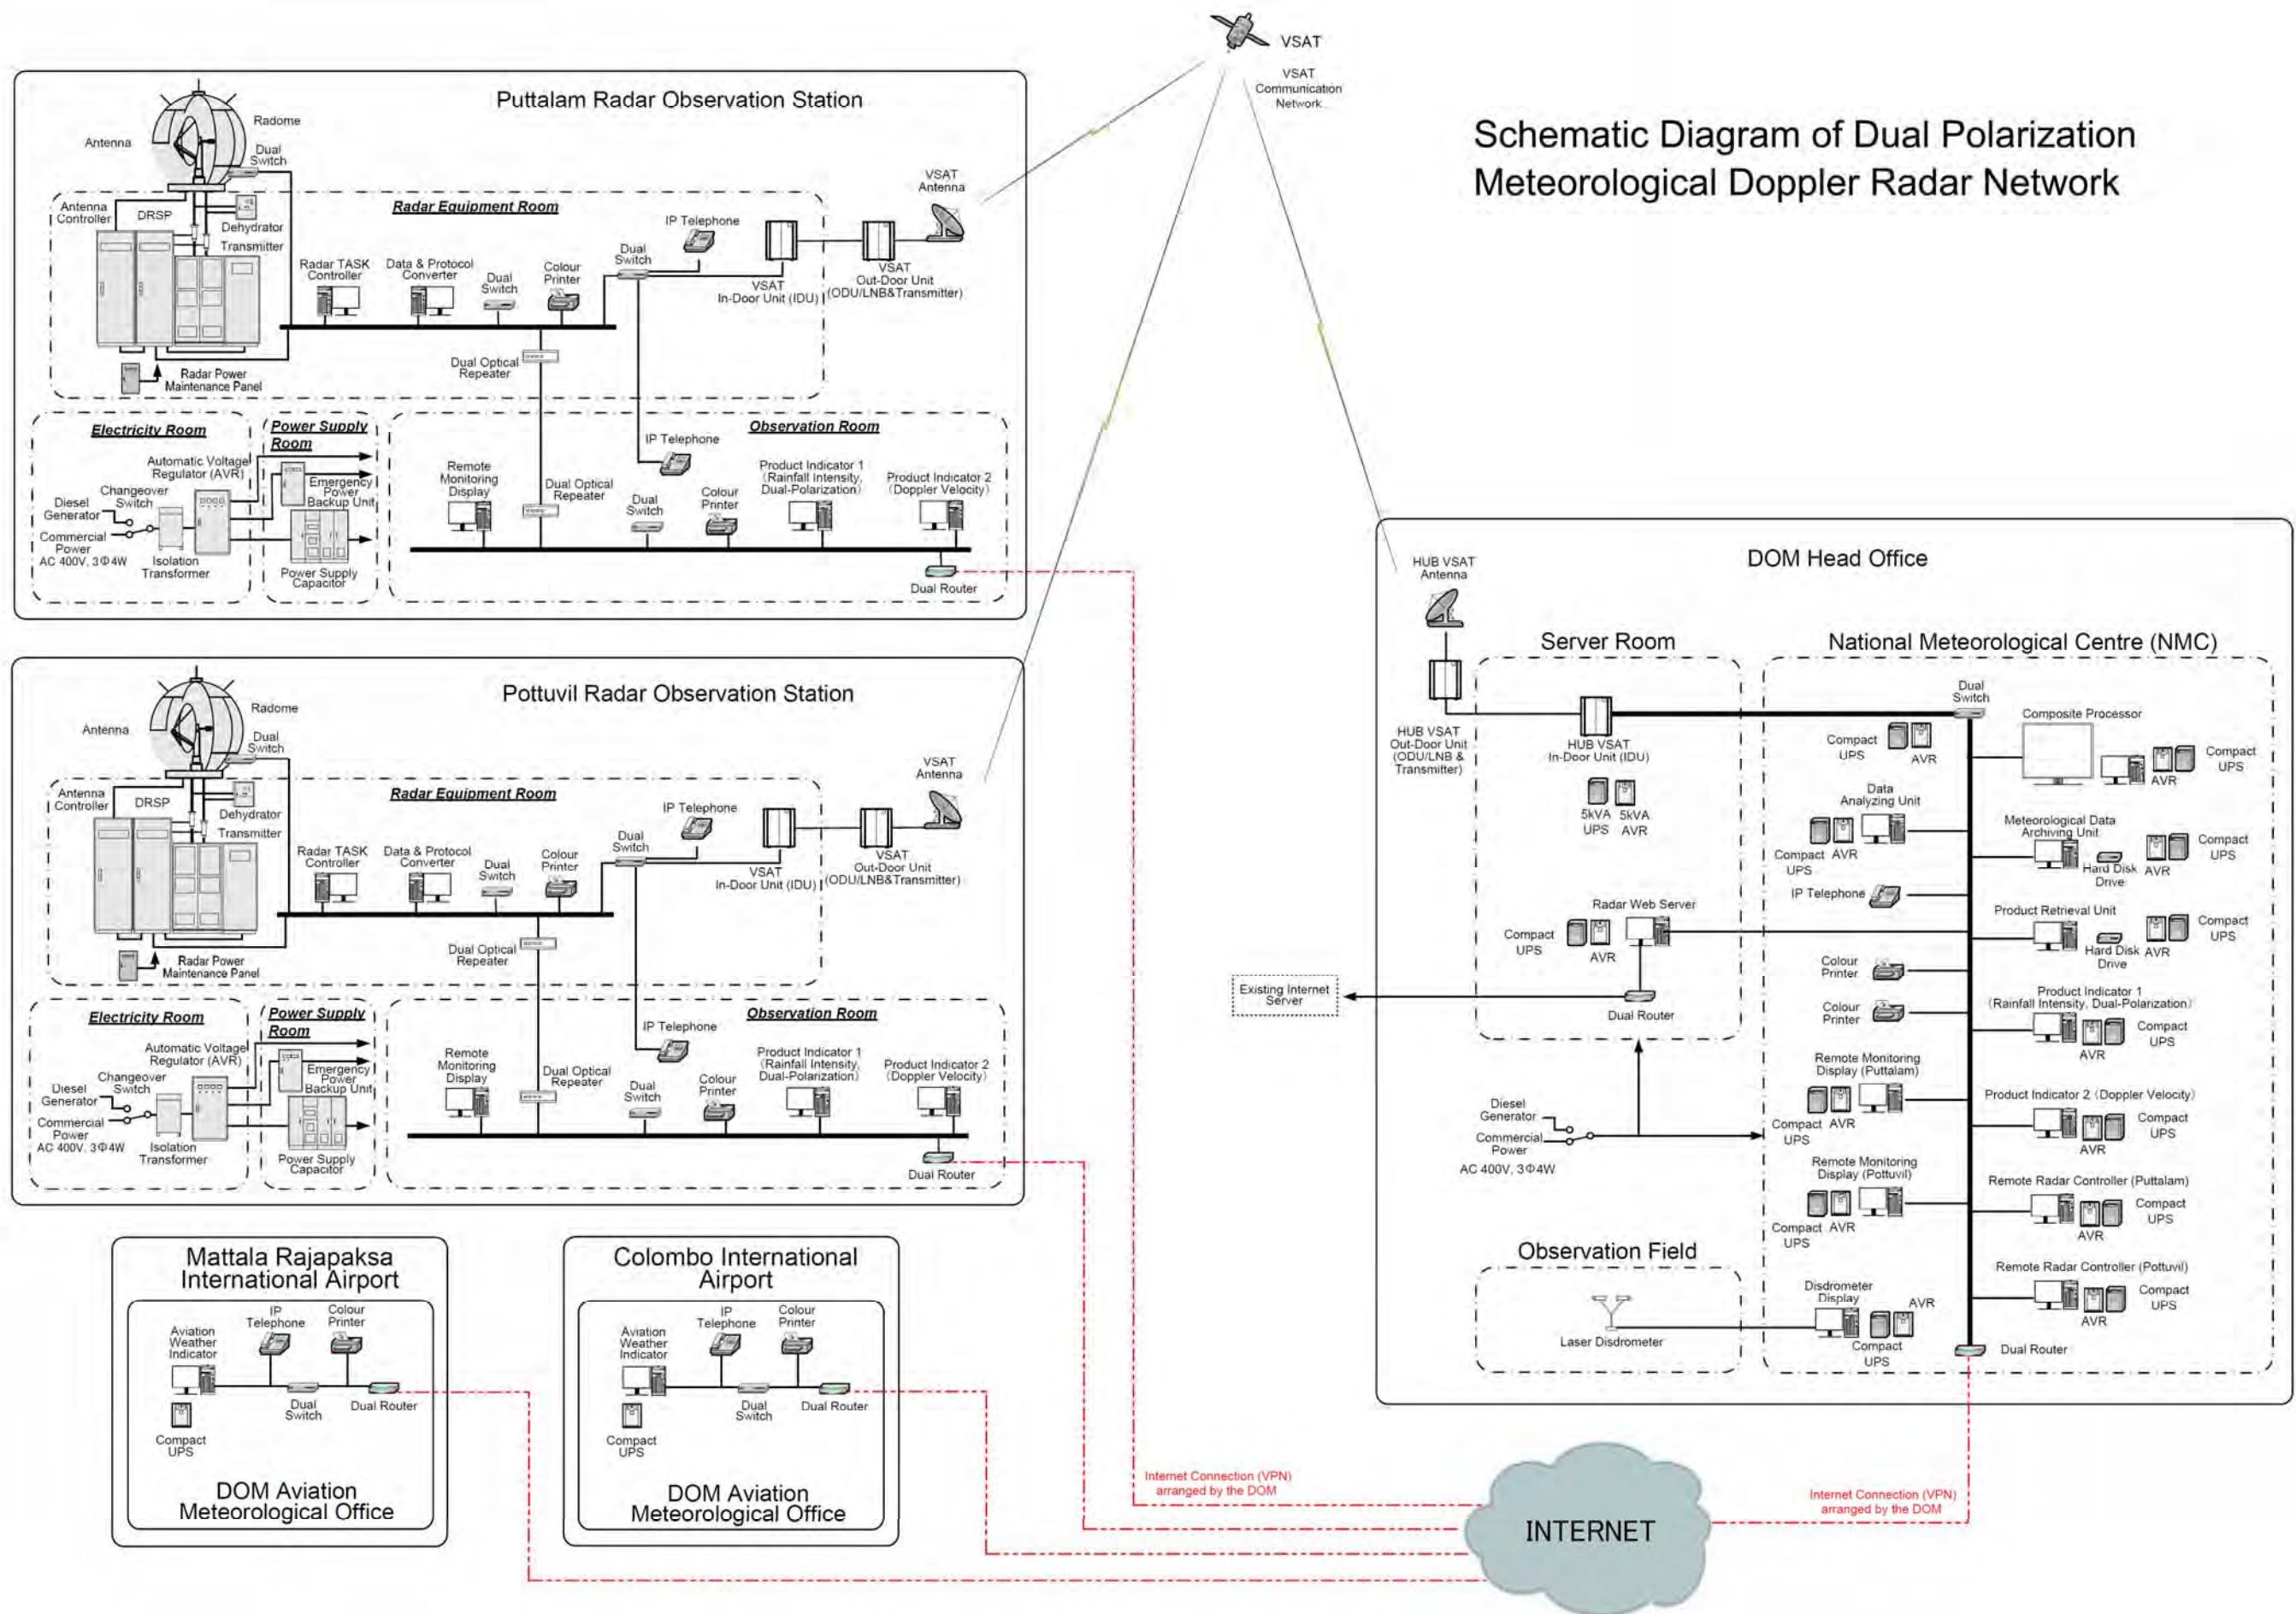 VSAT
VSAT
Communication
Network
Schematic Diagram of Dual Polarization
Meteorological Doppler Radar Network
Puttalam Radar Observation Station
Antenna
Radome
Dual
Switch
VSAT
Antenna
Antenna
Controller
DRSP
Dehydrator
Transmitter
Radar Equipment Room
IP Telephone
Radar TASK
Controller
Data & Protocol
Converter
Dual
Switch
Colour
Printer
Dual
Switch
VSAT
In-Door Unit (IDU)
VSAT
Out-Door Unit
(ODU/LNB&Transmitter)
Dual Optical
Repeater
Radar Power
Maintenance Panel
Electricity Room
Power Supply
Room
Automatic Voltage
Regulator (AVR)
Changeover
Switch
Diesel
Generator
Commercial
Power
AC 400V, 3Φ4W
Isolation
Transformer
Emergency
Power
Backup Unit
Power Supply
Capacitor
Observation Room
IP Telephone
Remote
Monitoring
Display
Dual Optical
Repeater
Dual
Switch
Colour
Printer
Product Indicator 1
(Rainfall Intensity,
Dual-Polarization)
Product Indicator 2
(Doppler Velocity)
Dual Router
Pottuvil Radar Observation Station
Antenna
Radome
Dual
Switch
VSAT
Antenna
Antenna
Controller
DRSP
Dehydrator
Transmitter
Radar Equipment Room
IP Telephone
Radar TASK
Controller
Data & Protocol
Converter
Dual
Switch
Colour
Printer
Dual
Switch
VSAT
In-Door Unit (IDU)
VSAT
Out-Door Unit
(ODU/LNB&Transmitter)
Dual Optical
Repeater
Radar Power
Maintenance Panel
Electricity Room
Power Supply
Room
Automatic Voltage
Regulator (AVR)
Changeover
Switch
Diesel
Generator
Commercial
Power
AC 400V, 3Φ4W
Isolation
Transformer
Emergency
Power
Backup Unit
Power Supply
Capacitor
Observation Room
IP Telephone
Remote
Monitoring
Display
Dual Optical
Repeater
Dual
Switch
Colour
Printer
Product Indicator 1
(Rainfall Intensity,
Dual-Polarization)
Product Indicator 2
(Doppler Velocity)
Dual Router
Mattala Rajapaksa
International Airport
IP
Telephone
Colour
Printer
Aviation
Weather
Indicator
Dual
Switch
Dual Router
Compact
UPS
DOM Aviation
Meteorological Office
Colombo International
Airport
IP
Telephone
Colour
Printer
Aviation
Weather
Indicator
Dual
Switch
Dual Router
Compact
UPS
DOM Aviation
Meteorological Office
DOM Head Office
HUB VSAT
Antenna
HUB VSAT
Out-Door Unit
(ODU/LNB &
Transmitter)
Server Room
HUB VSAT
In-Door Unit (IDU)
5kVA
UPS
5kVA
AVR
Radar Web Server
Compact
UPS
AVR
Existing Internet
Server
Dual Router
Diesel
Generator
Commercial
Power
AC 400V, 3Φ4W
Observation Field
Laser Disdrometer
National Meteorological Centre (NMC)
Dual
Switch
Compact
UPS
AVR
Composite Processor
AVR
Compact
UPS
Data
Analyzing Unit
Compact
UPS
AVR
Meteorological Data
Archiving Unit
Hard Disk
Drive
AVR
Compact
UPS
IP Telephone
Product Retrieval Unit
Hard Disk
Drive
AVR
Compact
UPS
Colour
Printer
Colour
Printer
Product Indicator 1
(Rainfall Intensity, Dual-Polarization)
AVR
Compact
UPS
Remote Monitoring
Display (Puttalam)
Compact
UPS
AVR
Product Indicator 2 (Doppler Velocity)
AVR
Compact
UPS
Remote Monitoring
Display (Pottuvil)
Compact
UPS
AVR
Remote Radar Controller (Puttalam)
AVR
Compact
UPS
Remote Radar Controller (Pottuvil)
AVR
Compact
UPS
Disdrometer
Display
AVR
Compact
UPS
Dual Router
Internet Connection (VPN)
arranged by the DOM
Internet Connection (VPN)
arranged by the DOM
INTERNET